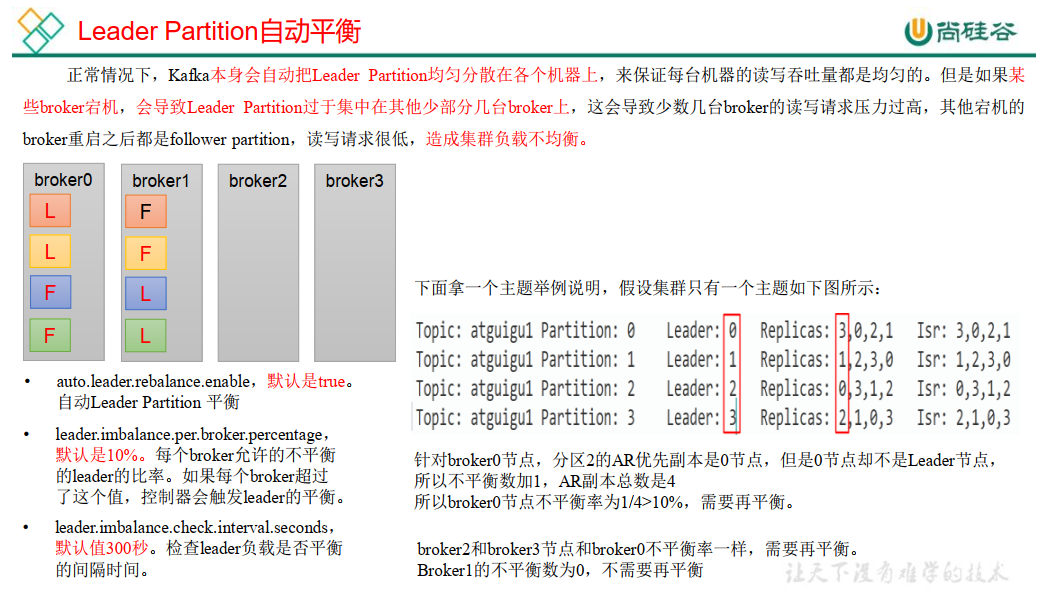 Leader Partition自动平衡
尚硅谷
正常情况下，Kafka本身会自动把Leader Partition均匀分散在各个机器上，来保证每台机器的读写吞吐量都是均匀的。但是如果某
些broker宕机，会导致Leader Partition过于集中在其他少部分几台broker上，这会导致少数几台broker的读写请求压力过高，其他宕机的
broker重启之后都是follower partition，读写请求很低，造成集群负载不均衡。
broker0
L
L
F
F
broker1
F
F
L
L
broker2
broker3
• auto.leader.rebalance.enable，默认是true。
自动Leader Partition 平衡
• leader.imbalance.per.broker.percentage，
默认是10%。每个broker允许的不平衡
的leader的比率。如果每个broker超过
了这个值，控制器会触发leader的平衡。
• leader.imbalance.check.interval.seconds，
默认值300秒。检查leader负载是否平衡
的间隔时间。
下面拿一个主题举例说明，假设集群只有一个主题如下图所示：
Topic: atguigu1 Partition: 0 Leader: 0 Replicas: 3,0,2,1 Isr: 3,0,2,1
Topic: atguigu1 Partition: 1 Leader: 1 Replicas: 1,2,3,0 Isr: 1,2,3,0
Topic: atguigu1 Partition: 2 Leader: 2 Replicas: 0,3,1,2 Isr: 0,3,1,2
Topic: atguigu1 Partition: 3 Leader: 3 Replicas: 2,1,0,3 Isr: 2,1,0,3
针对broker0节点，分区2的AR优先副本是0节点，但是0节点却不是Leader节点，
所以不平衡数加1，AR副本总数是4
所以broker0节点不平衡率为1/4>10%，需要再平衡。
broker2和broker3节点和broker0不平衡率一样，需要再平衡。
Broker1的不平衡数为0，不需要再平衡
让天下没有难学的技术